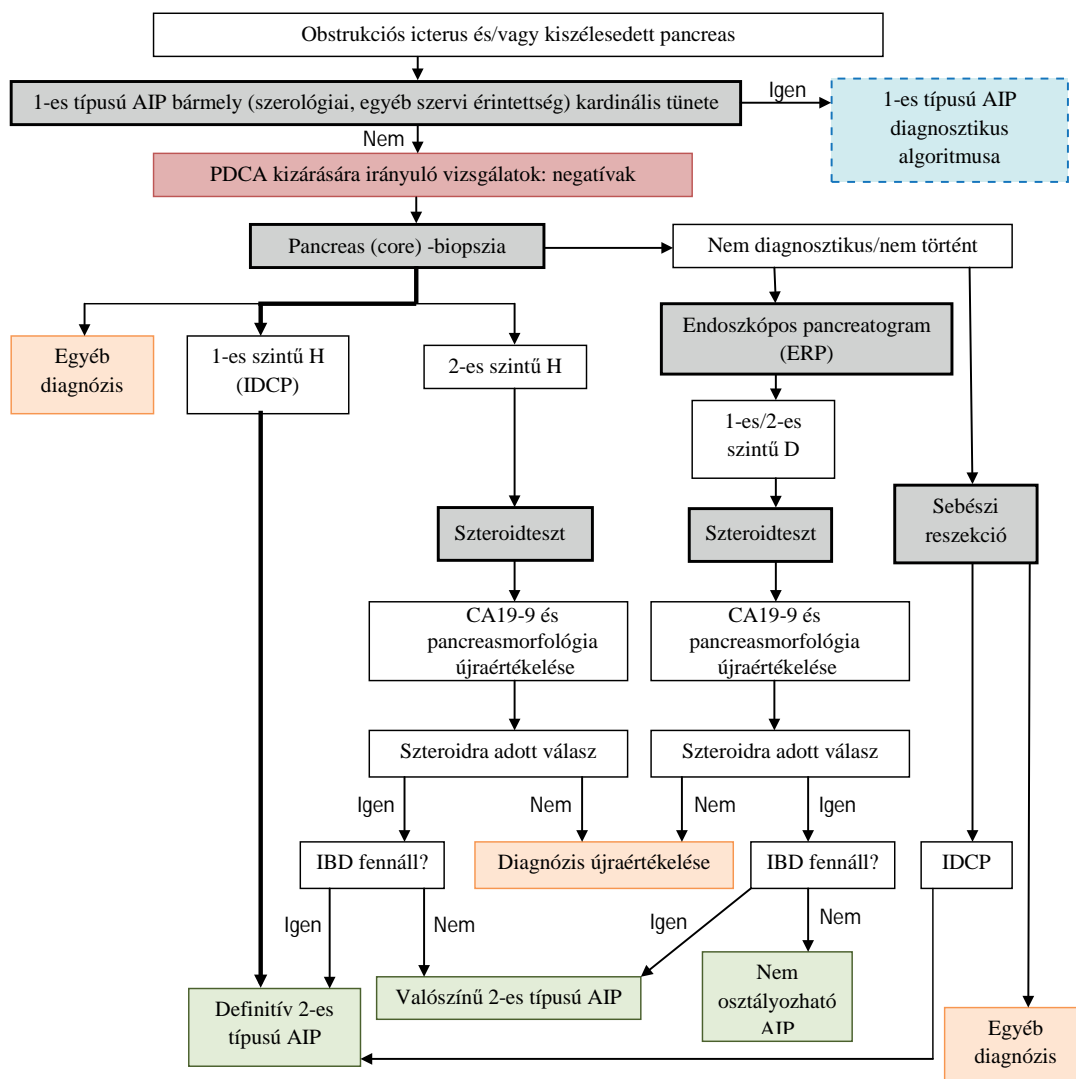 Obstrukciós icterus és/vagy kiszélesedett pancreas
1-es típusú AIP bármely (szerológiai, egyéb szervi érintettség) kardinális tünete
Igen
1-es típusú AIP
diagnosztikus
algoritmusa
Nem
PDCA kizárására irányuló vizsgálatok: negatívak
Pancreas (core) -biopszia
Nem diagnosztikus/nem történt
Egyéb
diagnózis
1-es szintű H
(IDCP)
2-es szintű H
Endoszkópos pancreatogram
(ERP)
1-es/2-es
szintű D
Szteroidteszt
Szteroidteszt
Sebészi
reszekció
CA19-9 és
pancreasmorfológia
újraértékelése
CA19-9 és
pancreasmorfológia
újraértékelése
Szteroidra adott válasz
Szteroidra adott válasz
Igen
Nem
Nem
Igen
IBD fennáll?
Diagnózis újraértékelése
IBD fennáll?
IDCP
Igen
Nem
Igen
Nem
Definitív 2-es
típusú AIP
Valószínű 2-es típusú AIP
Nem
osztályozható
AIP
Egyéb
diagnózis